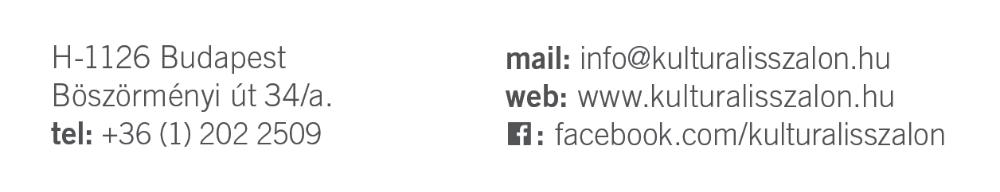 H-1126 Budapest
Böszörményi út 34/a.
tel: +36 (1) 202 2509
mail: info@kulturalisszalon.hu
web: www.kulturalisszalon.hu
f: facebook.com/kulturalisszalon